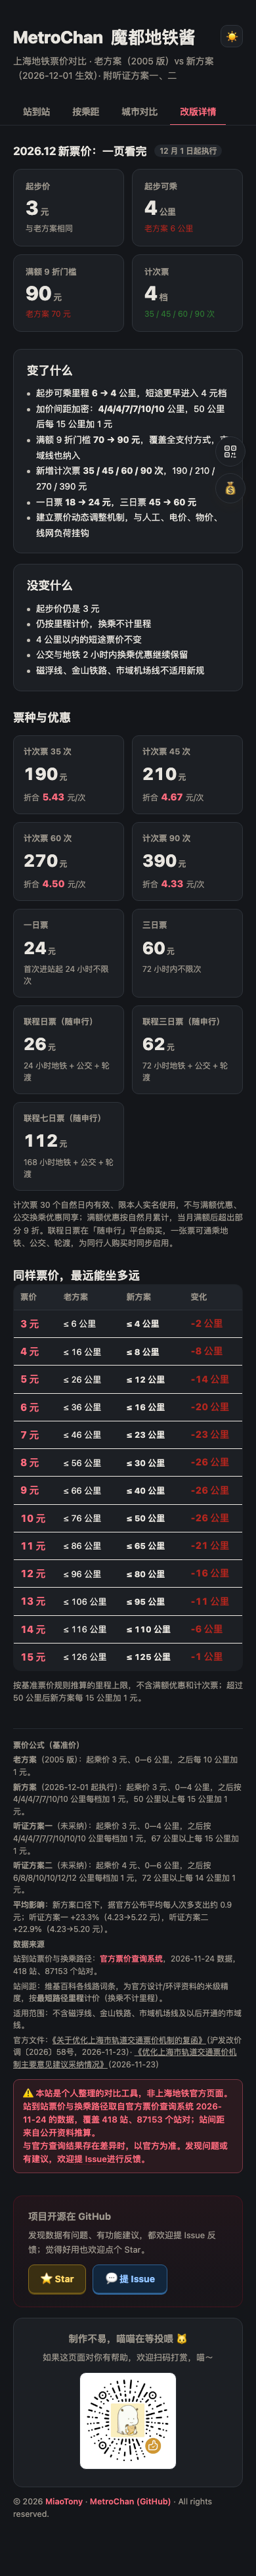 MetroChan 魔都地铁酱
上海地铁票价对比 · 老方案（2005 版）vs 新方案
（2026-12-01 生效）· 附听证方案一、二
站到站 按乘距 城市对比 改版详情
2026.12 新票价：一页看完 12 月 1 日起执行
起步价
3 元
与老方案相同
起步可乘
4 公里
老方案 6 公里
满额 9 折门槛
90 元
老方案 70 元
计次票
4 档
35 / 45 / 60 / 90 次
变了什么
起步可乘里程 6 → 4 公里，短途更早进入 4 元档
加价间距加密：4/4/4/7/7/10/10 公里，50 公里
后每 15 公里加 1 元
满额 9 折门槛 70 → 90 元，覆盖全支付方式，
域线也纳入
新增计次票 35 / 45 / 60 / 90 次，190 / 210 /
270 / 390 元
一日票 18 → 24 元，三日票 45 → 60 元
建立票价动态调整机制，与人工、电价、物价、
线网负荷挂钩
没变什么
起步价仍是 3 元
仍按里程计价，换乘不计里程
4 公里以内的短途票价不变
公交与地铁 2 小时内换乘优惠继续保留
磁浮线、金山铁路、市域机场线不适用新规
票种与优惠
计次票 35 次
190元
折合 5.43 元/次
计次票 45 次
210元
折合 4.67 元/次
计次票 60 次
270元
折合 4.50 元/次
计次票 90 次
390元
折合 4.33 元/次
一日票
24元
首次进站起 24 小时不限
次
三日票
60元
72 小时内不限次
联程日票（随申行）
26元
24 小时地铁 + 公交 + 轮
渡
联程三日票（随申行）
62元
72 小时地铁 + 公交 + 轮
渡
联程七日票（随申行）
112元
168 小时地铁 + 公交 + 轮
渡
计次票 30 个自然日内有效、限本人实名使用，不与满额优惠、
公交换乘优惠同享；满额优惠按自然月累计，当月满额后超出部
分 9 折。联程日票在「随申行」平台购买，一张票可通乘地
铁、公交、轮渡，为同行人购买时同步启用。
同样票价，最远能坐多远
票价 老方案 新方案 变化
3 元 ≤ 6 公里 ≤ 4 公里 -2 公里
4 元 ≤ 16 公里 ≤ 8 公里 -8 公里
5 元 ≤ 26 公里 ≤ 12 公里 -14 公里
6 元 ≤ 36 公里 ≤ 16 公里 -20 公里
7 元 ≤ 46 公里 ≤ 23 公里 -23 公里
8 元 ≤ 56 公里 ≤ 30 公里 -26 公里
9 元 ≤ 66 公里 ≤ 40 公里 -26 公里
10 元 ≤ 76 公里 ≤ 50 公里 -26 公里
11 元 ≤ 86 公里 ≤ 65 公里 -21 公里
12 元 ≤ 96 公里 ≤ 80 公里 -16 公里
13 元 ≤ 106 公里 ≤ 95 公里 -11 公里
14 元 ≤ 116 公里 ≤ 110 公里 -6 公里
15 元 ≤ 126 公里 ≤ 125 公里 -1 公里
按基准票价规则推算的里程上限，不含满额优惠和计次票；超过
50 公里后新方案每 15 公里加 1 元。
票价公式（基准价）
老方案（2005 版）：起乘价 3 元、0—6 公里，之后每 10 公里加
1 元。
新方案（2026-12-01 起执行）：起乘价 3 元、0—4 公里，之后按
4/4/4/7/7/10/10 公里每档加 1 元，50 公里以上每 15 公里加 1
元。
听证方案一（未采纳）：起乘价 3 元、0—4 公里，之后按
4/4/4/7/7/7/10/10/10 公里每档加 1 元，67 公里以上每 15 公里加
1 元。
听证方案二（未采纳）：起乘价 4 元、0—6 公里，之后按
6/8/8/10/10/12/12 公里每档加 1 元，72 公里以上每 14 公里加 1
元。
平均影响：新方案口径下，据官方公布平均每人次多支出约 0.9
元；听证方案一 +23.3%（4.23→5.22 元），听证方案二
+22.9%（4.23→5.20 元）。
数据来源
站到站票价与换乘路径：官方票价查询系统，2026-11-24 数据，
418 站、87153 个站对。
站间距：维基百科各线路词条，为官方设计/环评资料的米级精
度，按最短路径里程计价（换乘不计里程）。
适用范围：不含磁浮线、金山铁路、市域机场线及以后开通的市域
线。
官方文件：《关于优化上海市轨道交通票价机制的复函》（沪发改价
调〔2026〕58号，2026-11-23）· 《优化上海市轨道交通票价机
制主要意见建议采纳情况》（2026-11-23）
⚠️ 本站是个人整理的对比工具，非上海地铁官方页面。
站到站票价与换乘路径取自官方票价查询系统 2026-
11-24 的数据，覆盖 418 站、87153 个站对；站间距
来自公开资料推算。
与官方查询结果存在差异时，以官方为准。发现问题或
有建议，欢迎提 Issue进行反馈。
项目开源在 GitHub
发现数据有问题、有功能建议，都欢迎提 Issue 反
馈；觉得好用也欢迎点个 Star。
⭐ Star 💬 提 Issue
制作不易，喵喵在等投喂 🐱
如果这页面对你有帮助，欢迎扫码打赏，喵～
© 2026 MiaoTony · MetroChan (GitHub) · All rights
reserved.